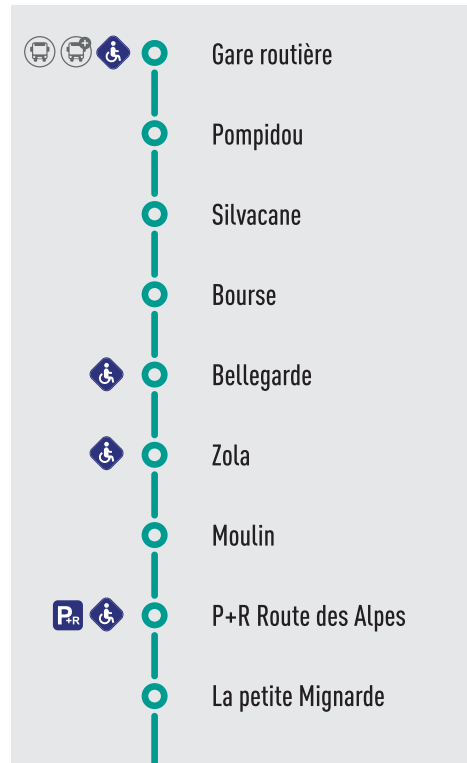 Gare routière
Pompidou
Silvacane
Bourse
Bellegarde
Zola
Moulin
P+R P+R Route des Alpes
La petite Mignarde